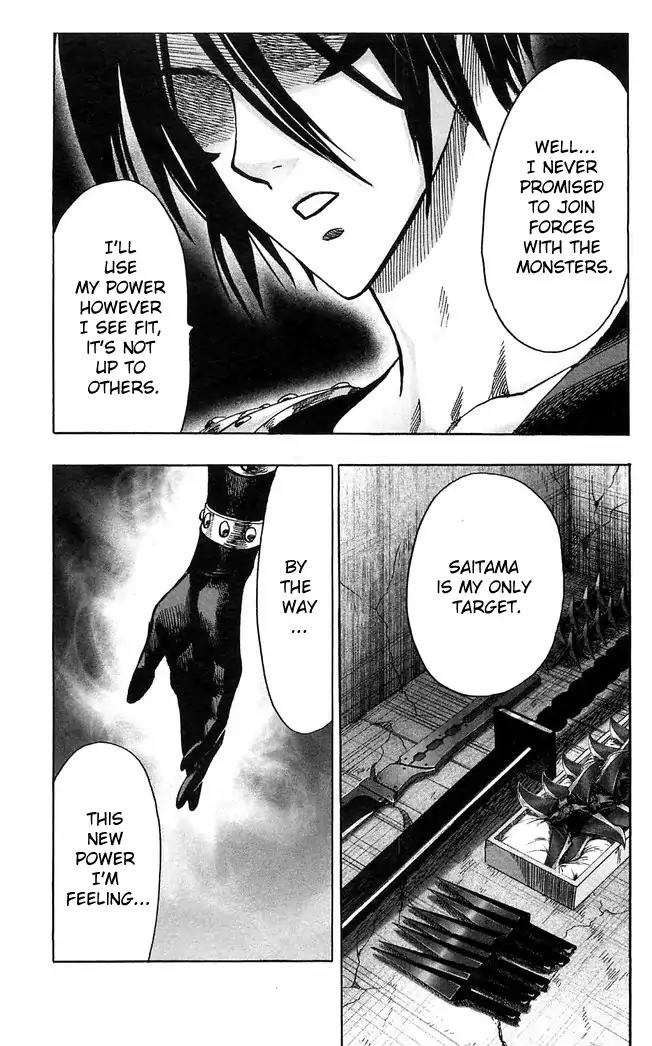 WELL...
I NEVER
PROMISED
TO JOIN
FORCES
WITH THE
MONSTERS.
I'LL
USE
MY POWER
HOWEVER
I SEE FIT,
IT'S NOT
UP TO
OTHERS.
SAITAMA
IS MY ONLY
TARGET.
BY
THE
WAY
...
THIS
NEW
POWER
I'M
FEELING...